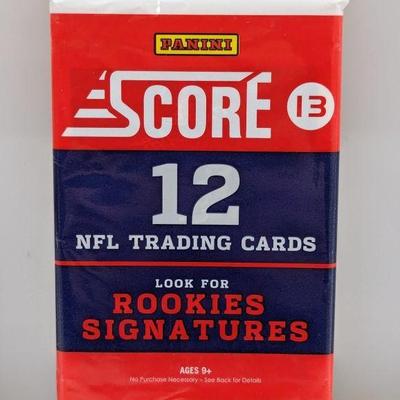 PANINI
SCORE 13
12
NFL TRADING CARDS
LOOK FOR
ROOKIES
SIGNATURES
AGES 9+
No Purchase Necessary - See Back for Details